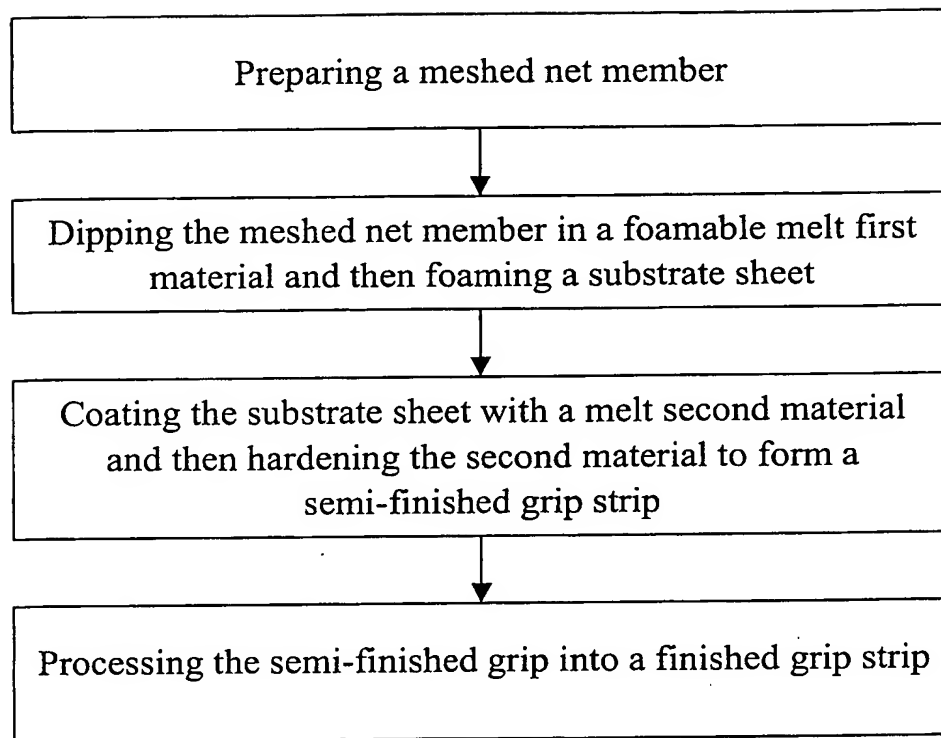 Preparing a meshed net member
Dipping the meshed net member in a foamable melt first
material and then foaming a substrate sheet
Coating the substrate sheet with a melt second material
and then hardening the second material to form a
semi-finished grip strip
Processing the semi-finished grip into a finished grip strip